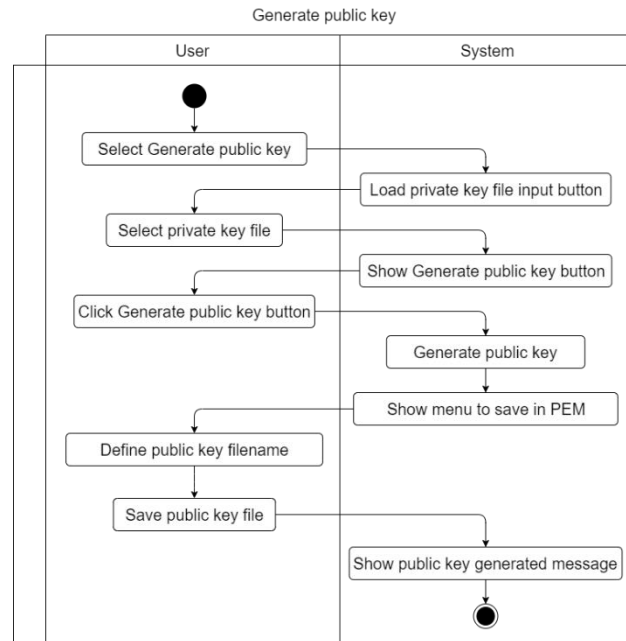 Generate public key
User
System
Select Generate public key
Load private key file input button
Select private key file
Show Generate public key button
Click Generate public key button
Generate public key
Show menu to save in PEM
Define public key filename
Save public key file
Show public key generated message